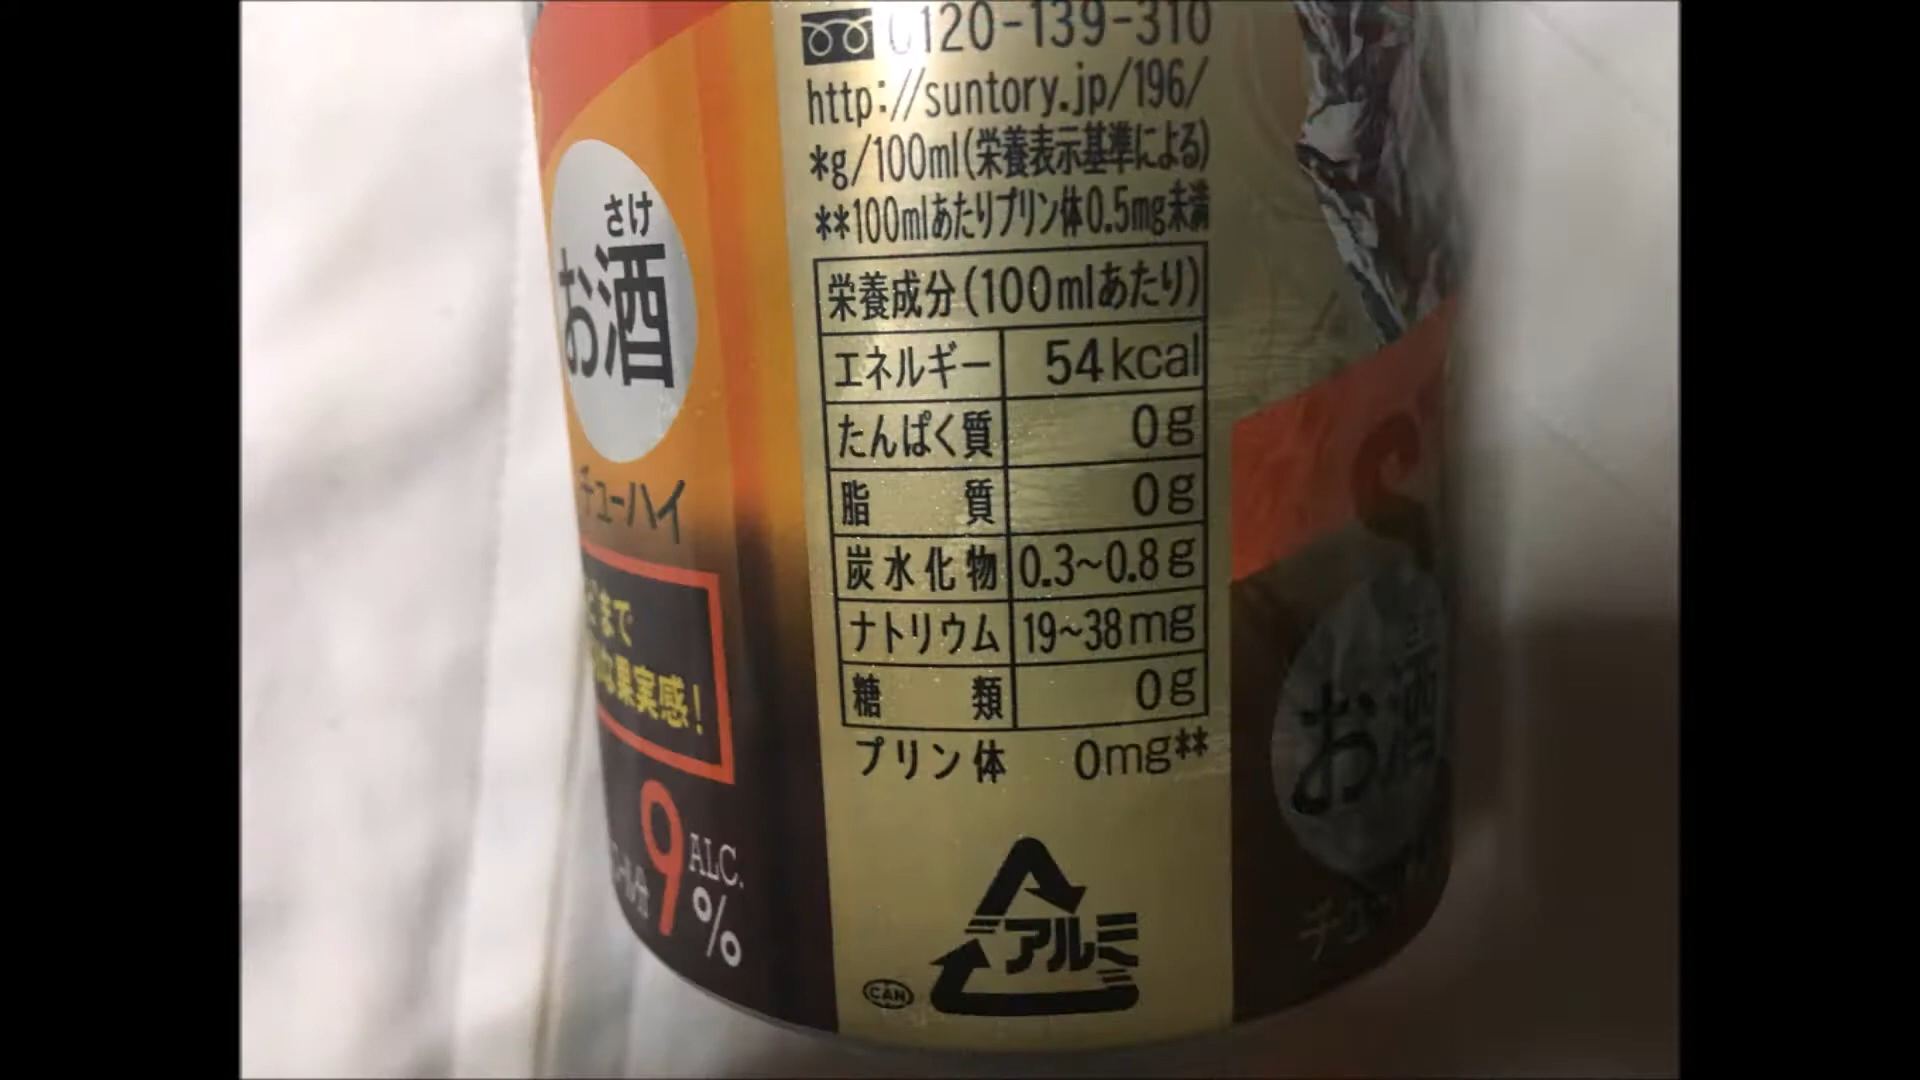 0120-139-310
http://suntory.jp/196/
*g/100ml(栄養表示基準による)
**100mlあたりプリン体0.5mg未満
栄養成分(100mlあたり)
エネルギー 54kcal
たんぱく質 0g
脂質 0g
炭水化物 0.3~0.8g
ナトリウム 19~38mg
糖類 0g
プリン体 0mg**
アルミ
CAN
さけ
お酒
チューハイ
まで
な果実感!
9
ALC.
%
お酒